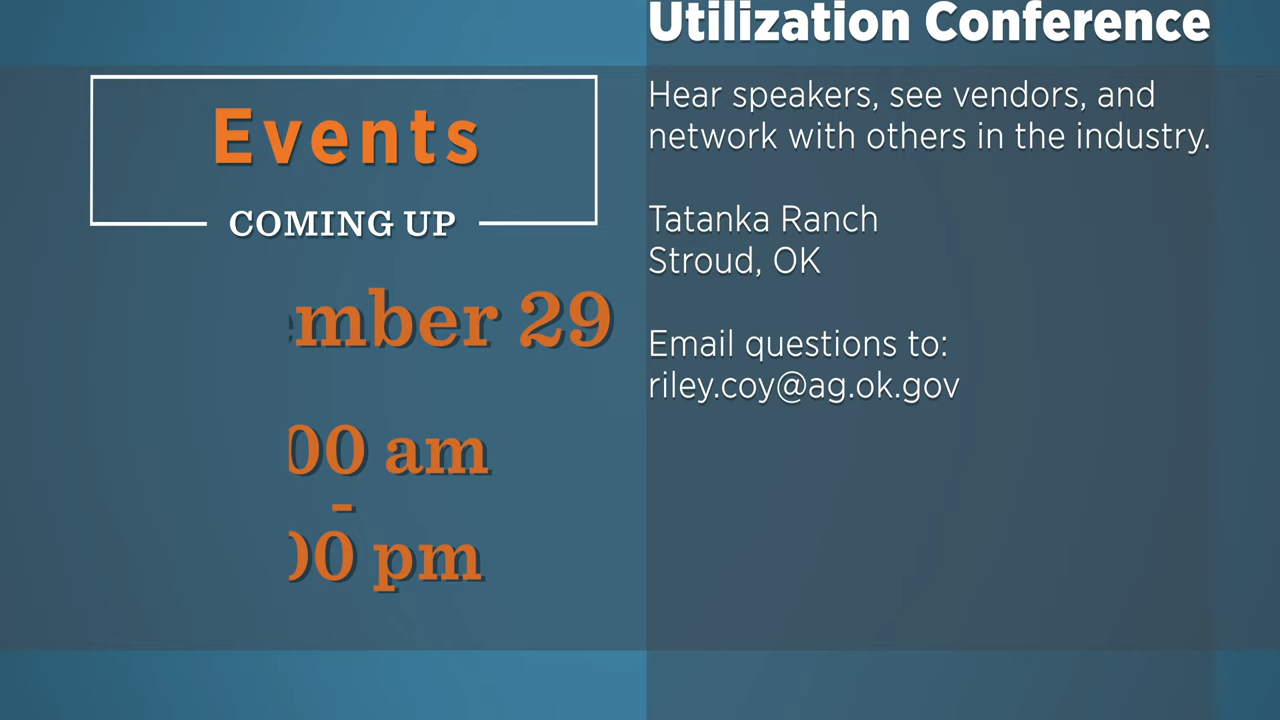 Events
COMING UP
29
00 am
-
00 pm
Utilization Conference
Hear speakers, see vendors, and
network with others in the industry.
Tatanka Ranch
Stroud, OK
Email questions to:
riley.coy@ag.ok.gov